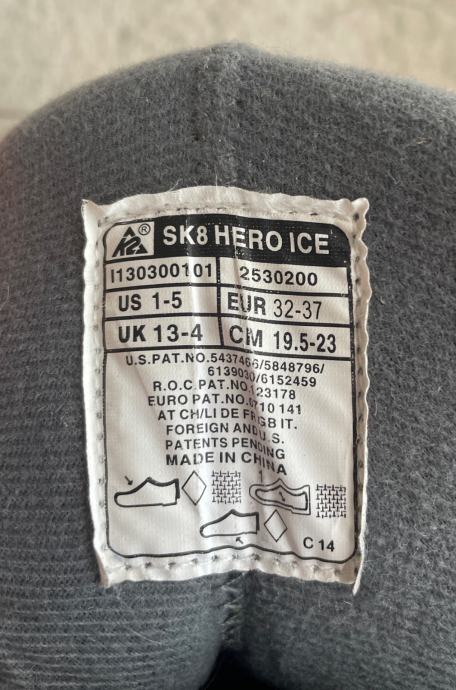 K2® SK8 HERO ICE
I130300101 2530200
US 1-5 EUR 32-37
UK 13-4 CM 19.5-23
U.S.PAT.NO.5437466/5848796/
6139030/6152459
R.O.C.PAT.NO.123178
EURO PAT.NO.0710 141
AT CH/LI DE FR GB IT.
FOREIGN AND U.S.
PATENTS PENDING
MADE IN CHINA
C 14